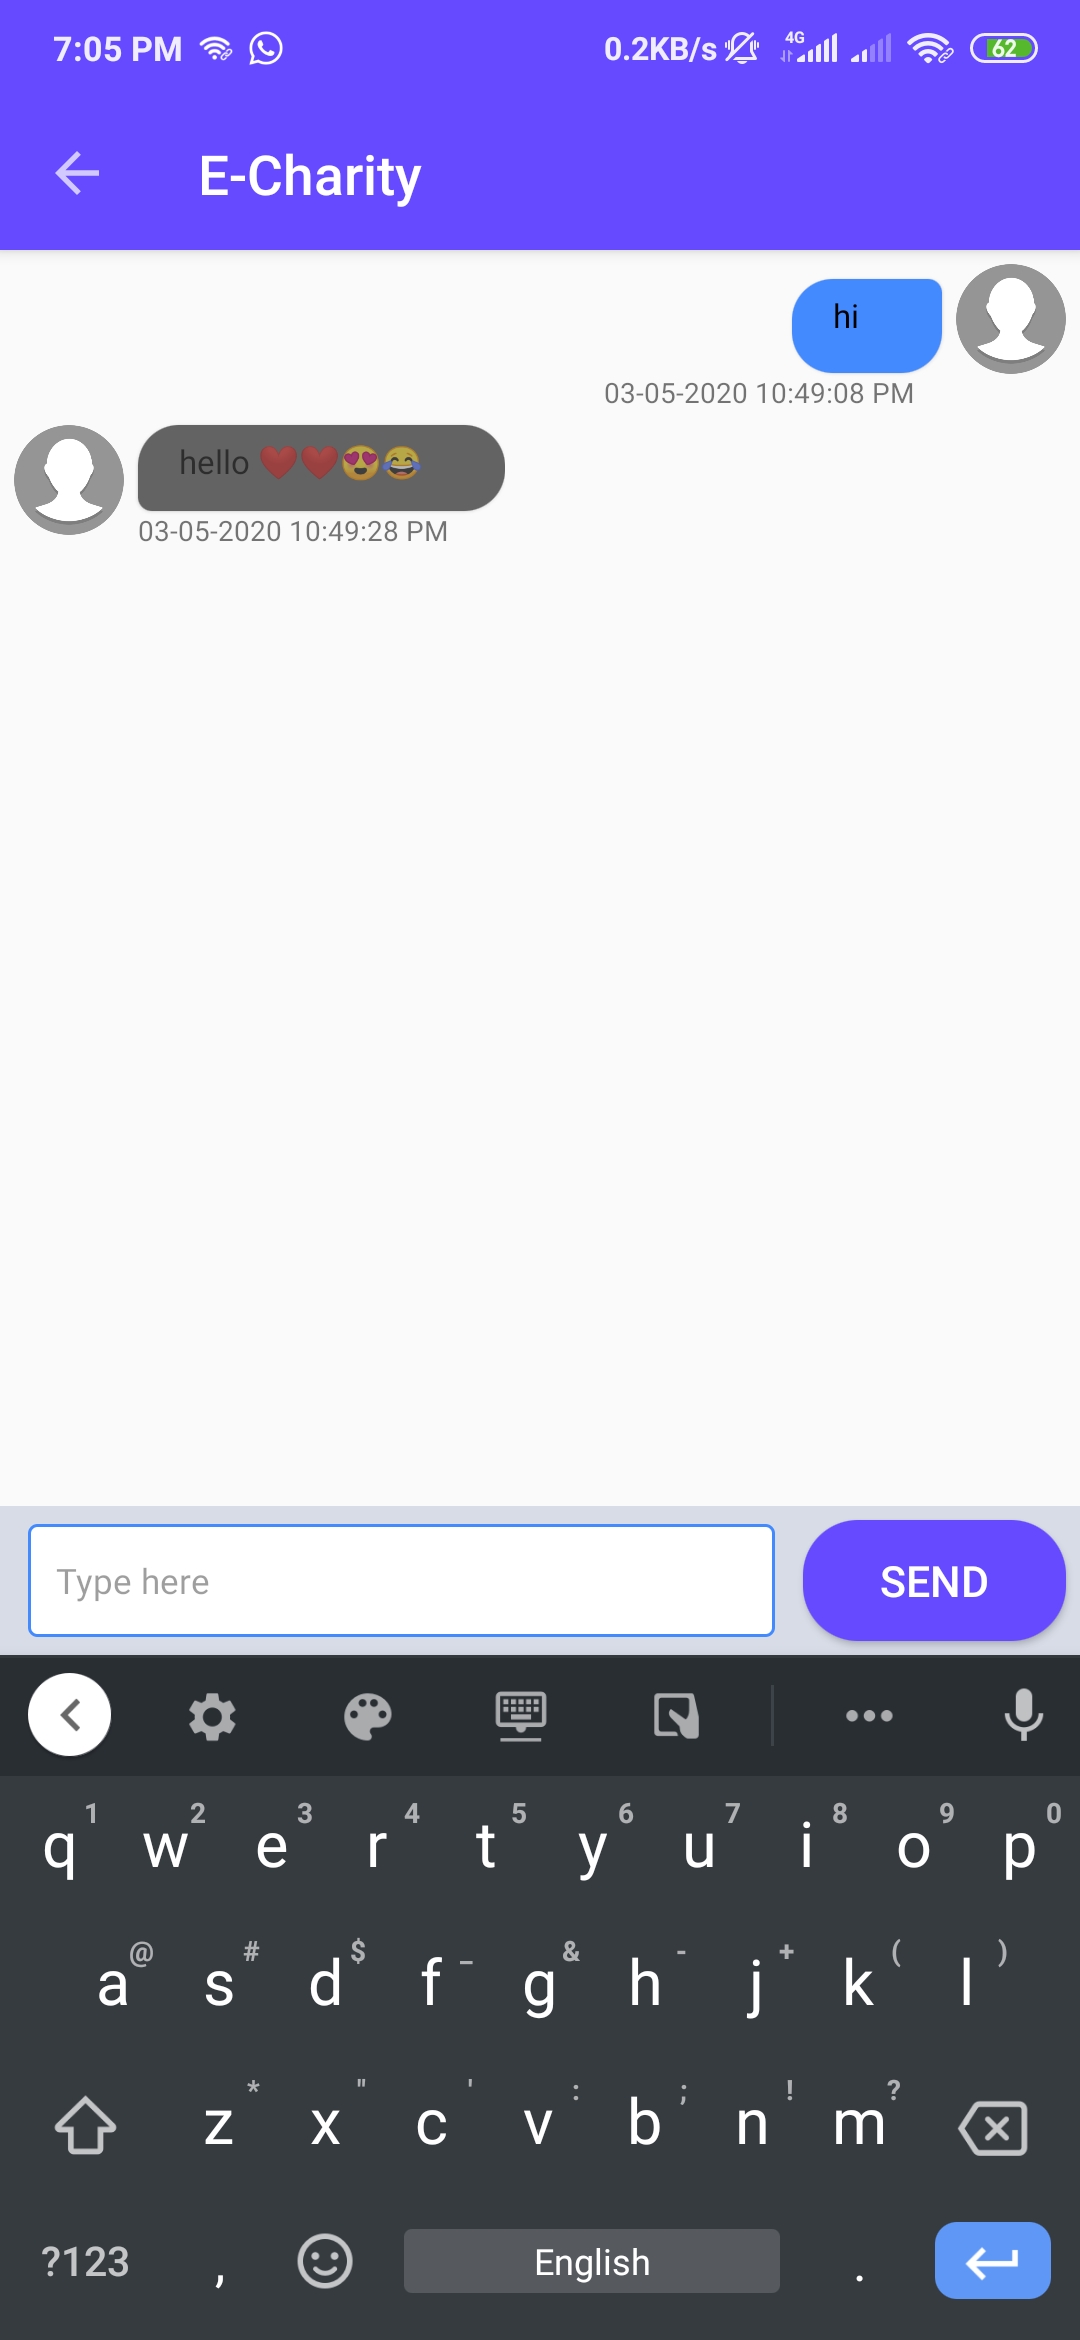 7:05 PM 0.2KB/s 4G 62
E-Charity
hi
03-05-2020 10:49:08 PM
hello ❤️❤️😍😂
03-05-2020 10:49:28 PM
Type here SEND
1 2 3 4 5 6 7 8 9 0
q w e r t y u i o p
@ # $ _ & - + ( )
a s d f g h j k l
* " ' : ; ! ?
z x c v b n m
?123 , English .